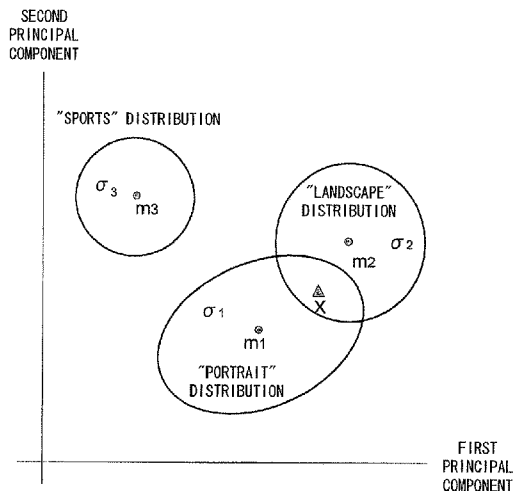 SECOND
PRINCIPAL
COMPONENT
"SPORTS" DISTRIBUTION
σ3
m3
"LANDSCAPE"
DISTRIBUTION
σ2
m2
X
σ1
m1
"PORTRAIT"
DISTRIBUTION
FIRST
PRINCIPAL
COMPONENT